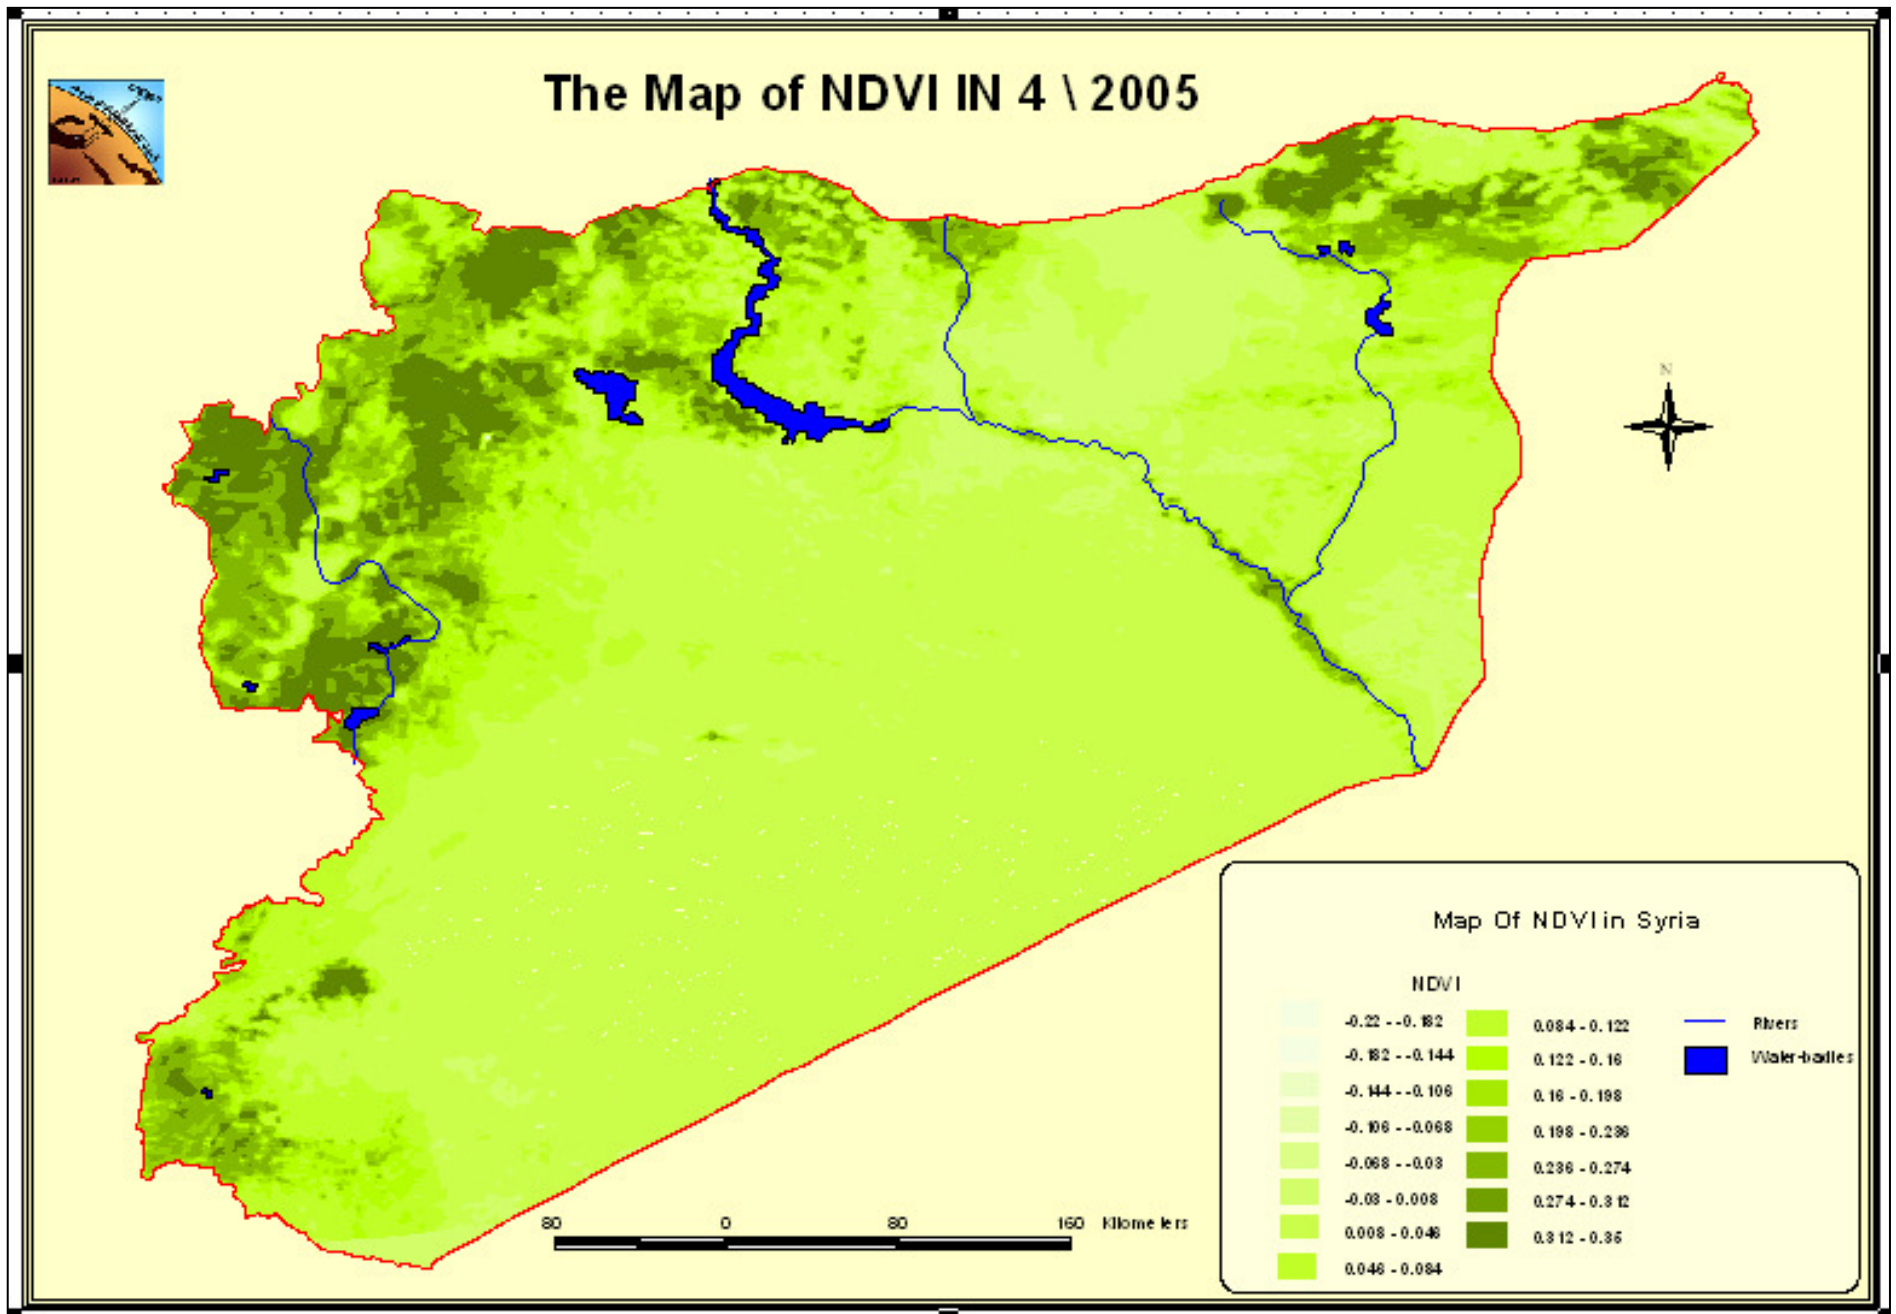 The Map of NDVI IN 4 \ 2005
N
Map Of NDVI in Syria
NDVI
-0.22 - -0.182
-0.182 - -0.144
-0.144 - -0.106
-0.106 - -0.068
-0.068 - -0.03
-0.03 - 0.008
0.008 - 0.046
0.046 - 0.084
0.084 - 0.122
0.122 - 0.16
0.16 - 0.198
0.198 - 0.236
0.236 - 0.274
0.274 - 0.312
0.312 - 0.35
Rivers
Water-badies
80 0 80 160 Kilometers